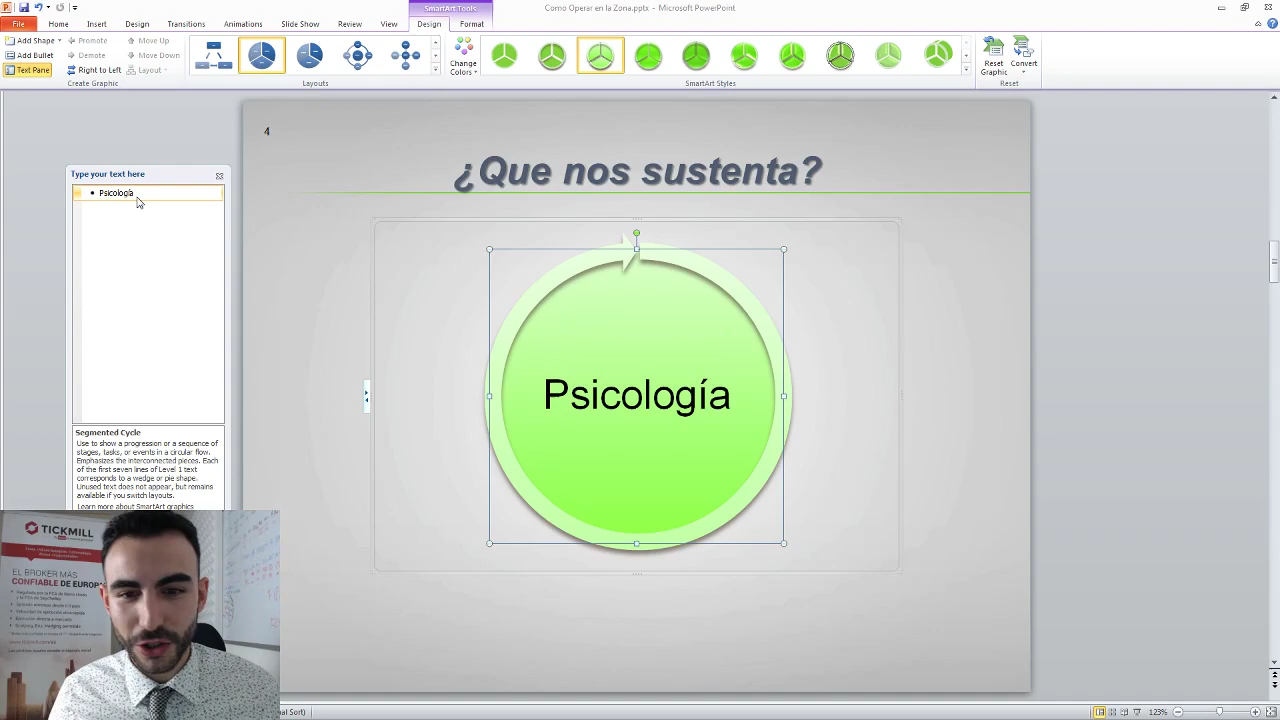 Como Operar en la Zona.pptx - Microsoft PowerPoint
SmartArt Tools
File Home Insert Design Transitions Animations Slide Show Review View Design Format
Add Shape Promote Move Up
Add Bullet Demote Move Down
Text Pane Right to Left Layout
Change Colors
Reset Graphic
Convert
Create Graphic Layouts SmartArt Styles Reset
4
¿Que nos sustenta?
Type your text here
Psicología
Psicología
Segmented Cycle
Use to show a progression or a sequence of
stages, tasks, or events in a circular flow.
Emphasizes the interconnected pieces. Each
of the first seven lines of Level 1 text
corresponds to a wedge or pie shape.
Unused text does not appear, but remains
available if you switch layouts.
Learn more about SmartArt graphics
TICKMILL
EL BROKER MÁS
CONFIABLE DE EUROPA
123%